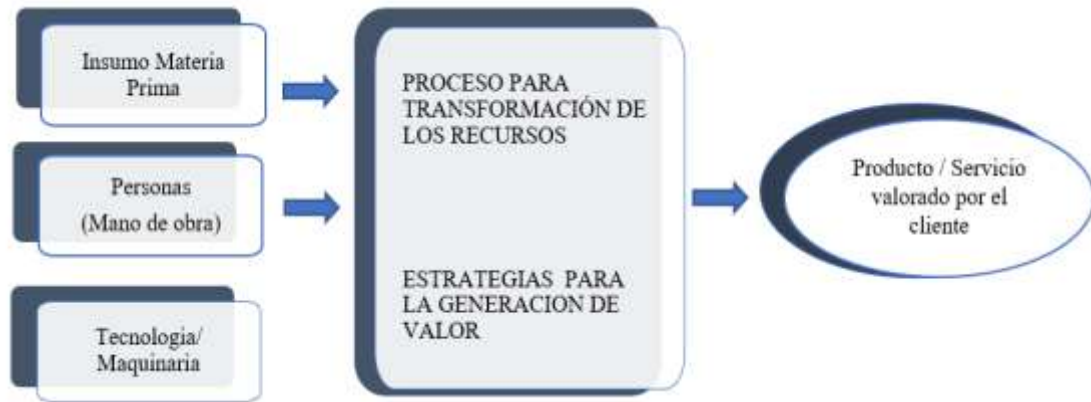 Insumo Materia
Prima
Personas
(Mano de obra)
Tecnologia/
Maquinaria
PROCESO PARA
TRANSFORMACIÓN DE
LOS RECURSOS
ESTRATEGIAS PARA
LA GENERACION DE
VALOR
Producto / Servicio
valorado por el
cliente